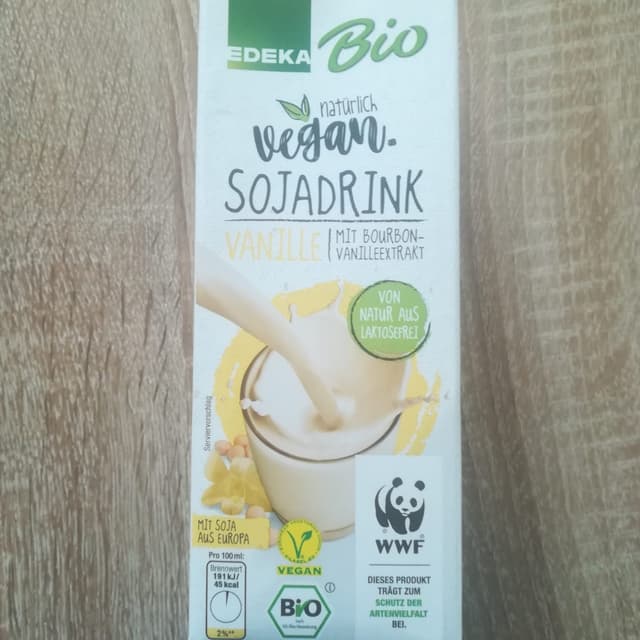 EDEKA Bio
natürlich
vegan.
SOJADRINK
VANILLE
MIT BOURBON-
VANILLEEXTRAKT
VON
NATUR AUS
LAKTOSEFREI
Serviervorschlag
MIT SOJA
AUS EUROPA
Pro 100 ml:
Brennwert
191 kJ/
45 kcal
2%**
VEGAN
Bio
WWF
DIESES PRODUKT
TRÄGT ZUM
SCHUTZ DER
ARTENVIELFALT
BEI.